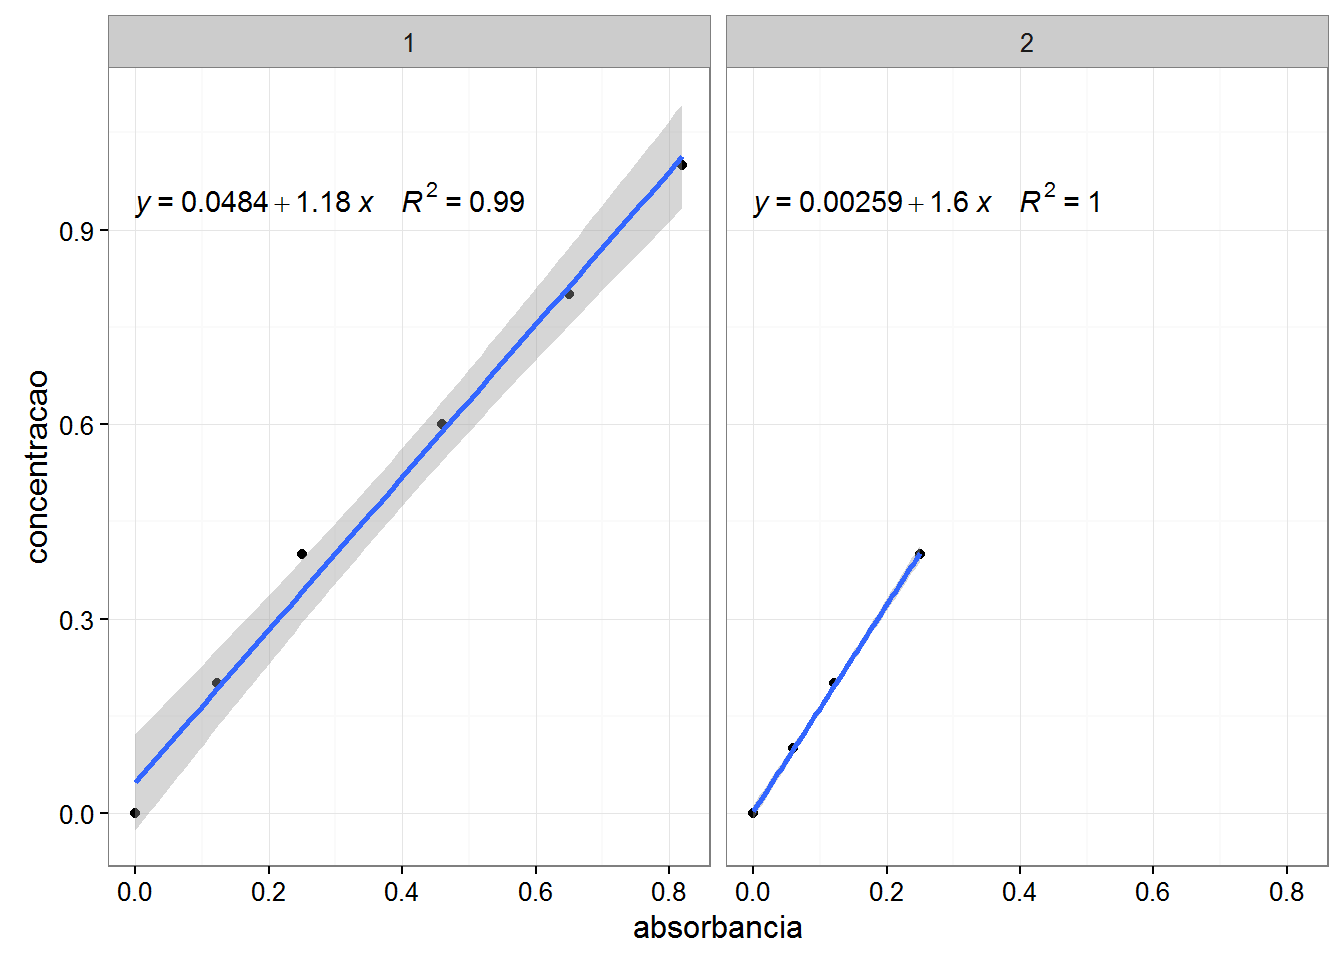 1
2
y = 0.0484 + 1.18 x R² = 0.99
y = 0.00259 + 1.6 x R² = 1
concentracao
0.9
0.6
0.3
0.0
0.0 0.2 0.4 0.6 0.8
0.0 0.2 0.4 0.6 0.8
absorbancia